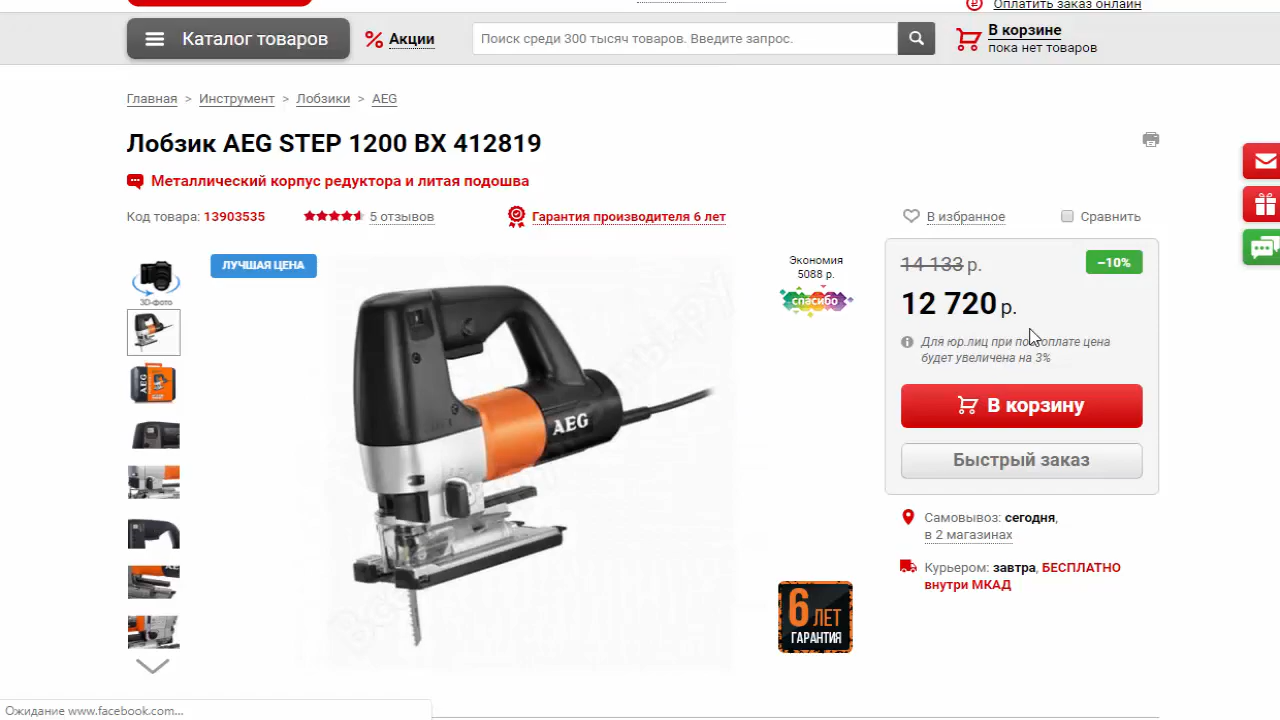 Оплатить заказ онлайн
Каталог товаров
Акции
Поиск среди 300 тысяч товаров. Введите запрос.
В корзине
пока нет товаров
Главная > Инструмент > Лобзики > AEG
Лобзик AEG STEP 1200 BX 412819
Металлический корпус редуктора и литая подошва
Код товара: 13903535
5 отзывов
Гарантия производителя 6 лет
В избранное
Сравнить
3D-фото
ЛУЧШАЯ ЦЕНА
Экономия
5088 р.
спасибо
14 133 р.
–10%
12 720 р.
Для юр.лиц при постоплате цена
будет увеличена на 3%
В корзину
Быстрый заказ
AEG
AEG
Самовывоз: сегодня,
в 2 магазинах
Курьером: завтра, БЕСПЛАТНО
внутри МКАД
6 ЛЕТ
ГАРАНТИЯ
Ожидание www.facebook.com...